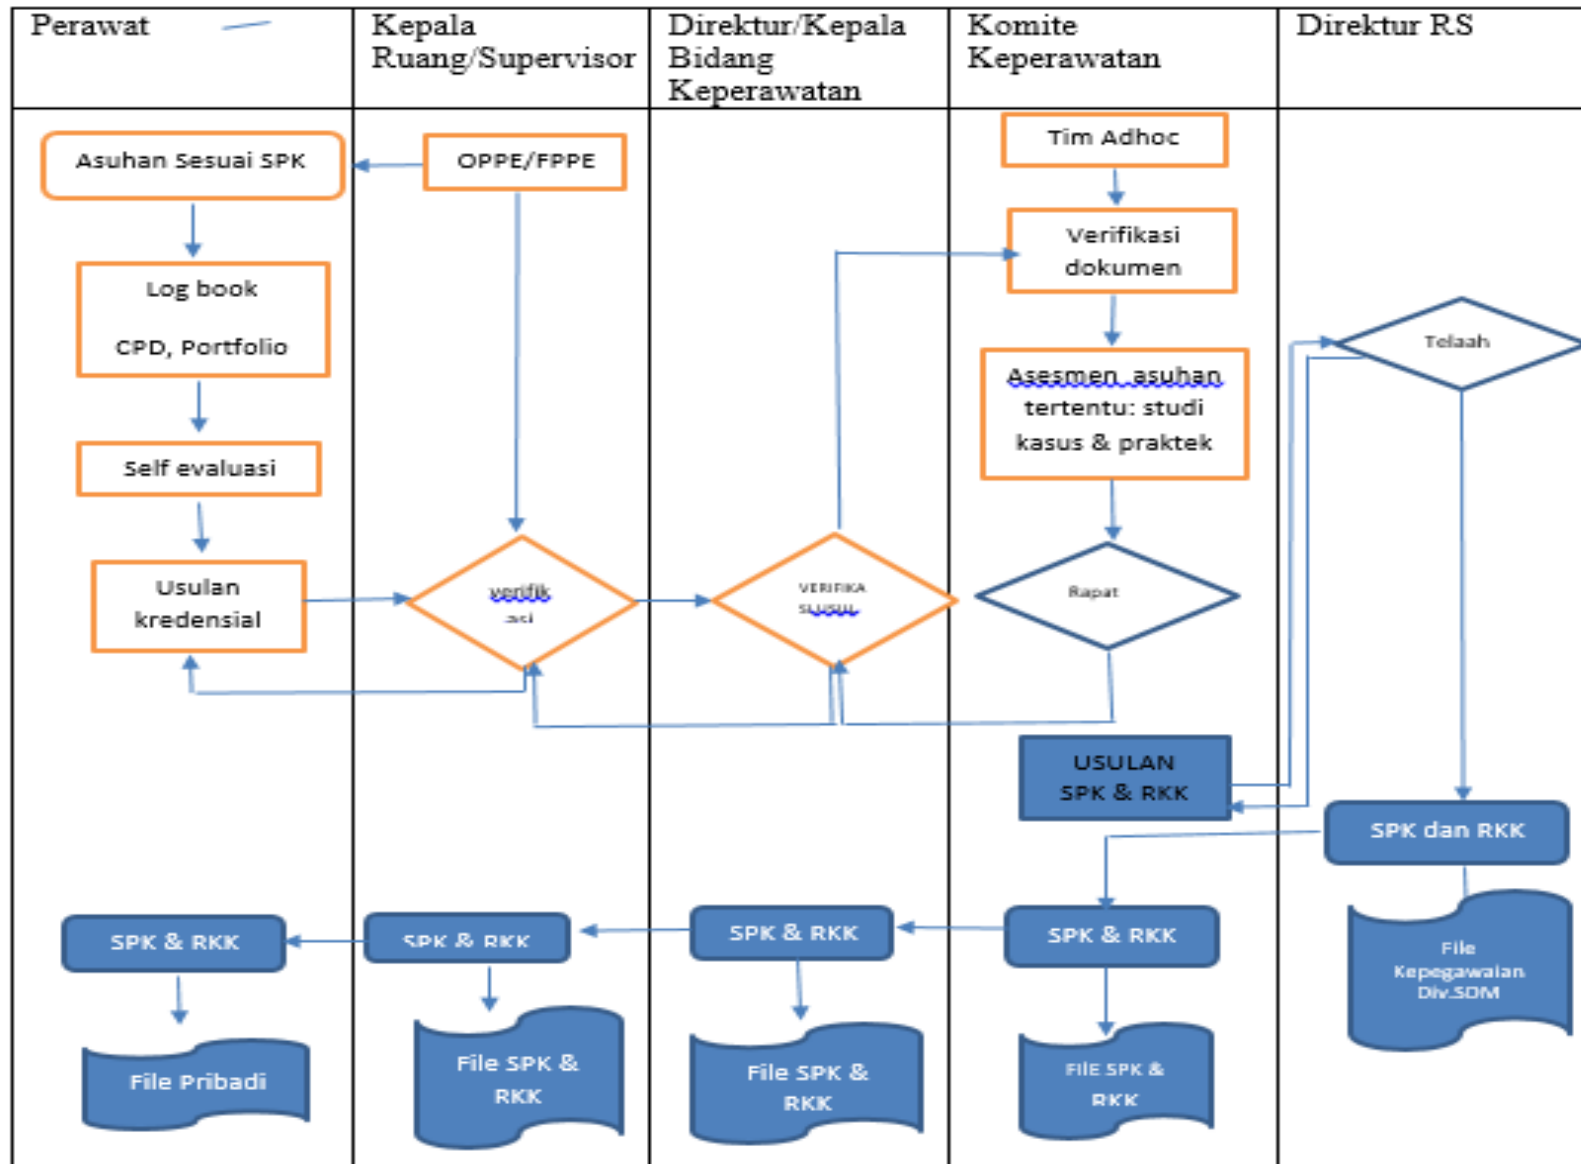 Perawat
Kepala
Ruang/Supervisor
Direktur/Kepala
Bidang
Keperawatan
Komite
Keperawatan
Direktur RS
Asuhan Sesuai SPK
OPPE/FPPE
Tim Adhoc
Verifikasi
dokumen
Log book
CPD, Portfolio
Telaah
Asesmen asuhan
tertentu: studi
kasus & praktek
Self evaluasi
Usulan
kredensial
verifik
asi
VERIFIKA
Rapat
USULAN
SPK & RKK
SPK dan RKK
SPK & RKK
SPK & RKK
SPK & RKK
SPK & RKK
File
Kepegawaian
Div.SDM
File Pribadi
File SPK &
RKK
File SPK &
RKK
FilE SPK &
RKK